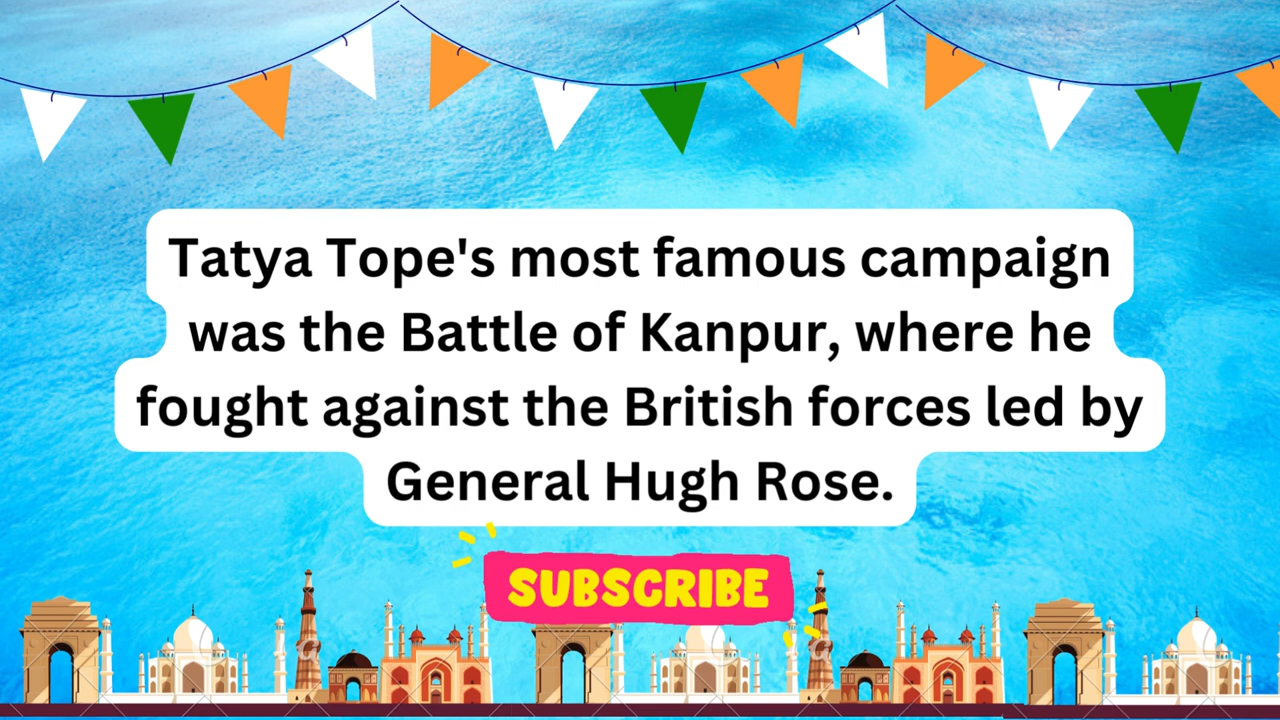 Tatya Tope's most famous campaign
was the Battle of Kanpur, where he
fought against the British forces led by
General Hugh Rose.
SUBSCRIBE